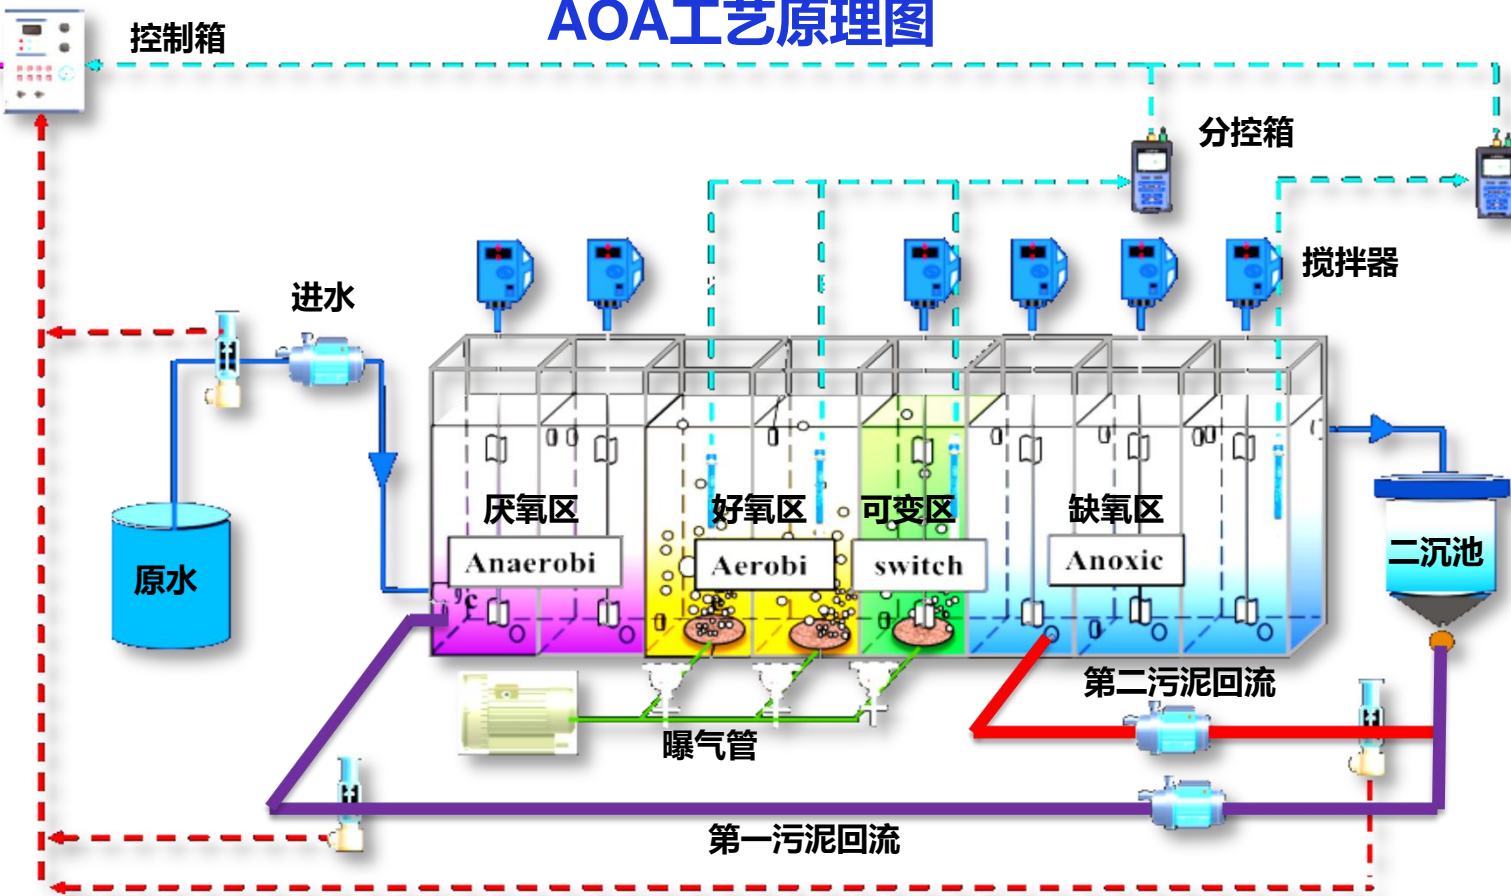 AOA工艺原理图
控制箱
分控箱
搅拌器
进水
厌氧区
好氧区
可变区
缺氧区
Anaerobi
Aerobi
switch
Anoxic
原水
二沉池
第二污泥回流
曝气管
第一污泥回流